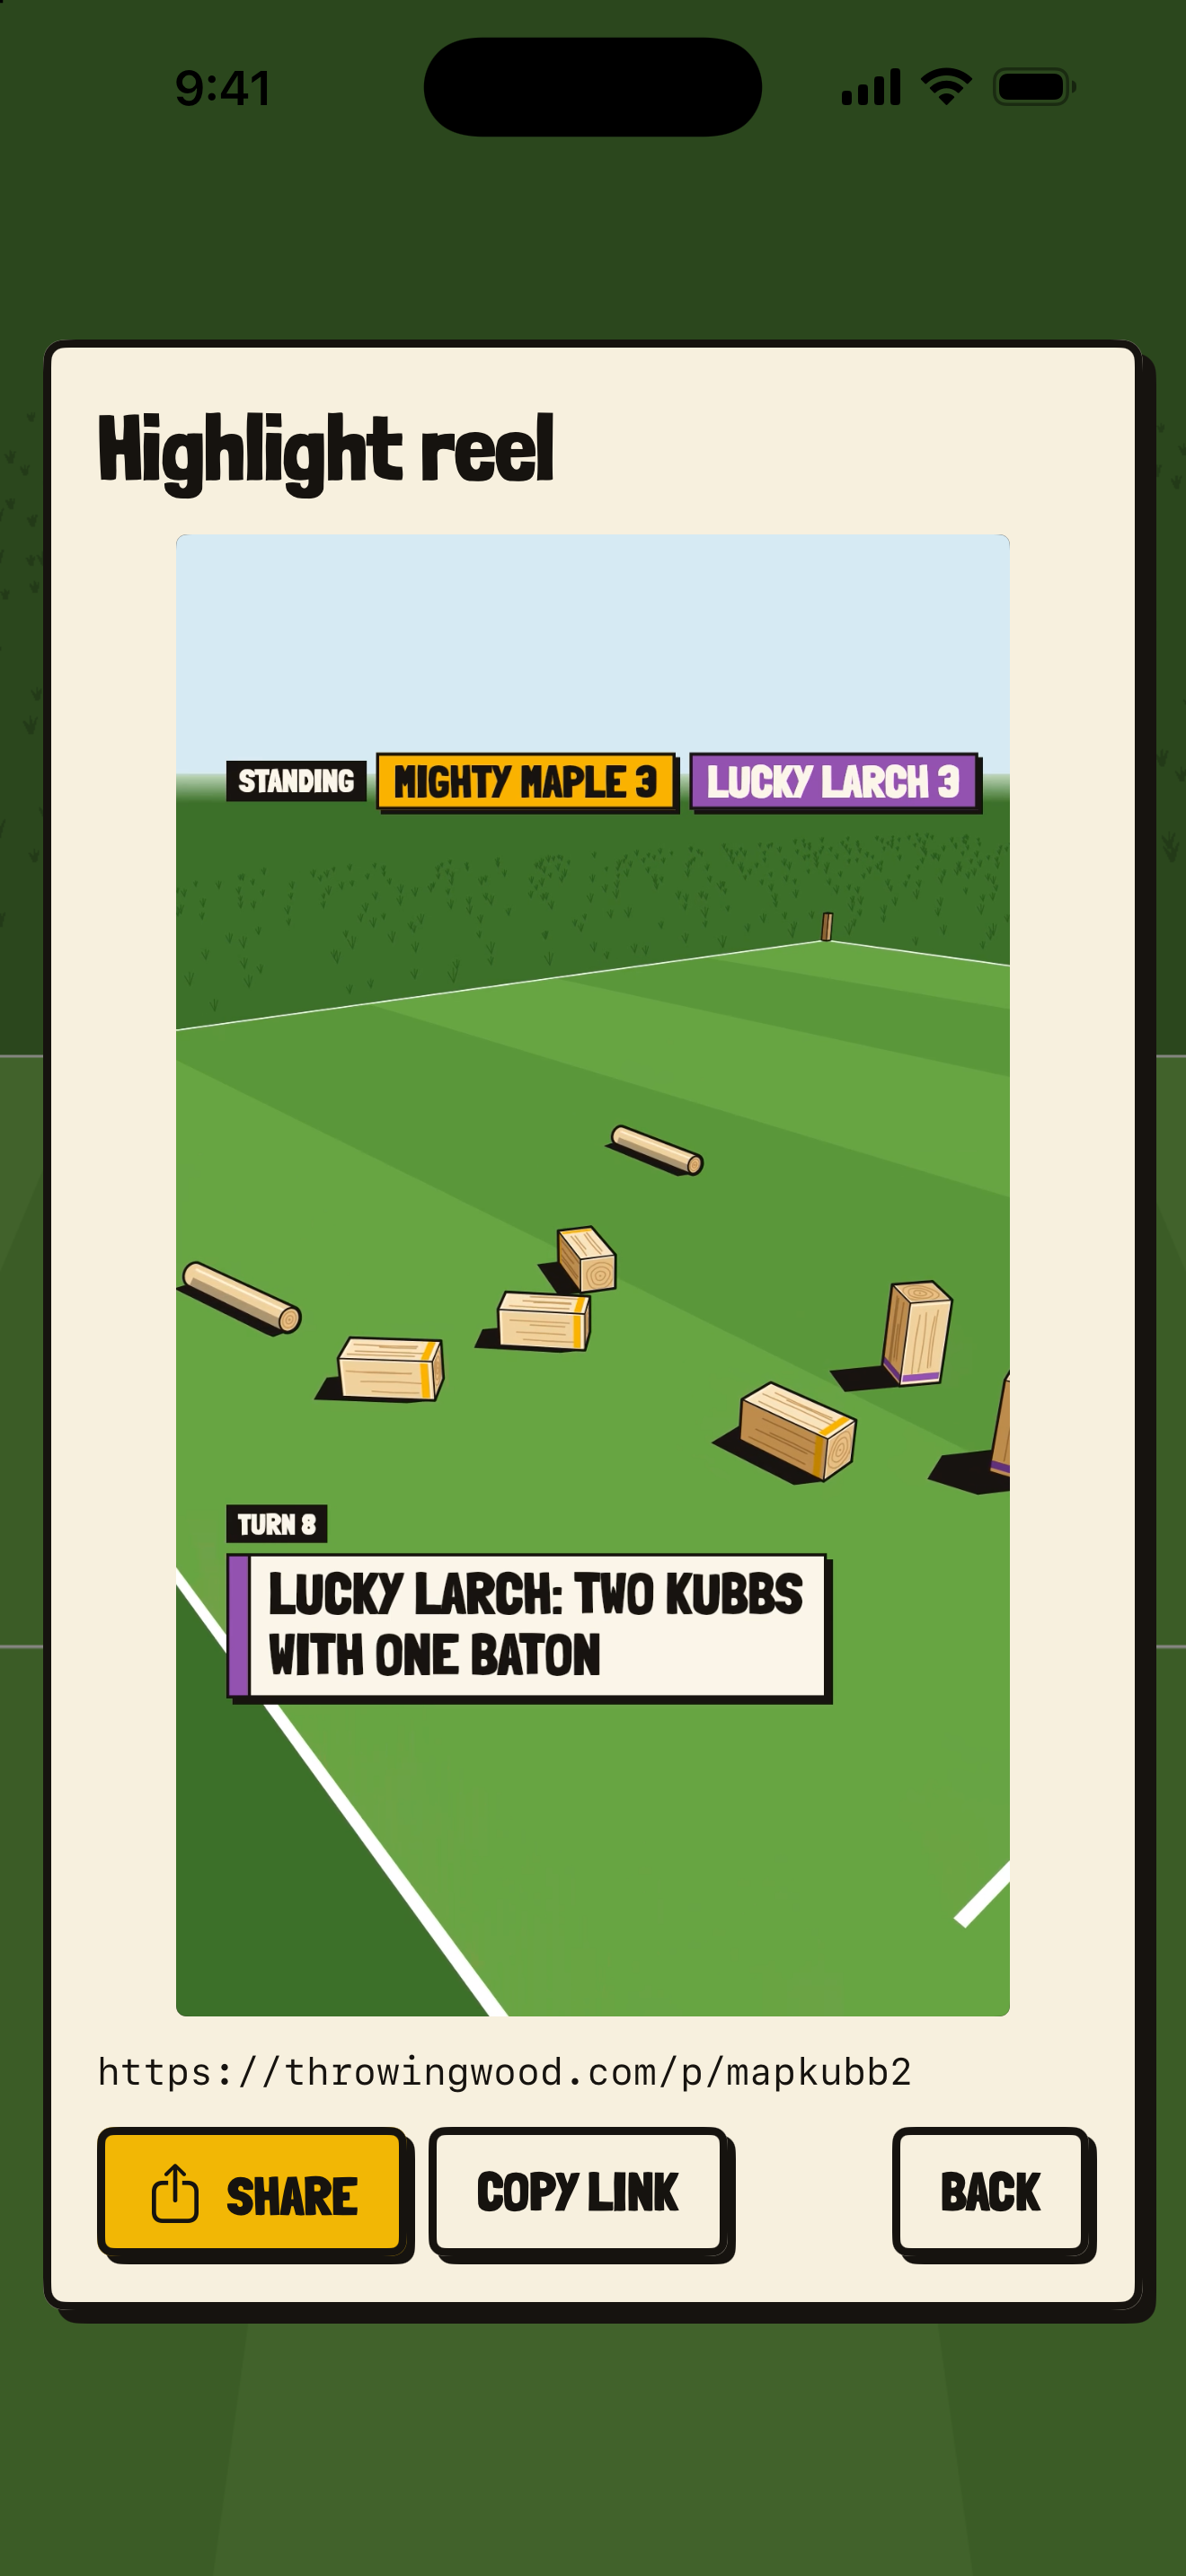 9:41
Highlight reel
STANDING MIGHTY MAPLE 3 LUCKY LARCH 3
TURN 8
LUCKY LARCH: TWO KUBBS
WITH ONE BATON
https://throwingwood.com/p/mapkubb2
SHARE COPY LINK BACK